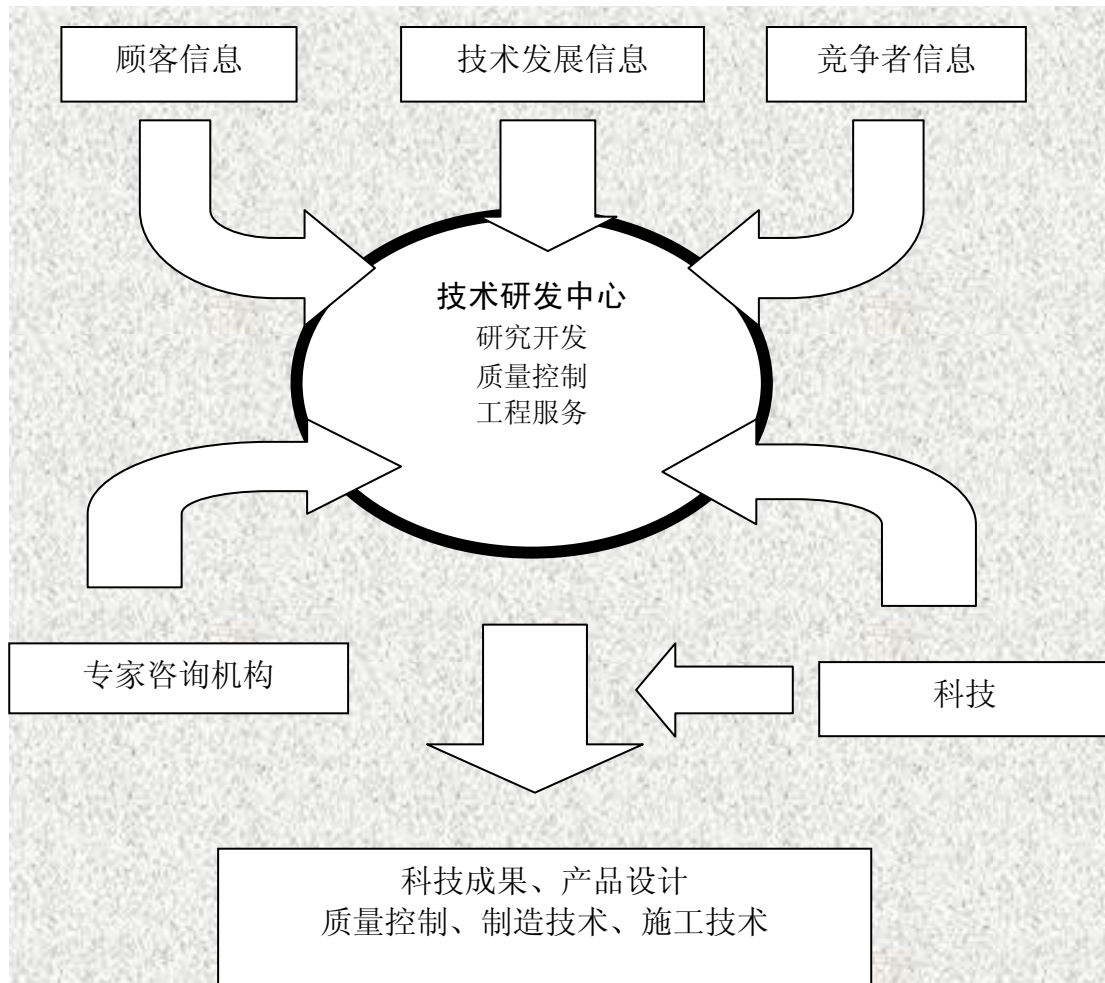 顾客信息
技术发展信息
竞争者信息
技术研发中心
研究开发
质量控制
工程服务
专家咨询机构
科技
科技成果、产品设计
质量控制、制造技术、施工技术